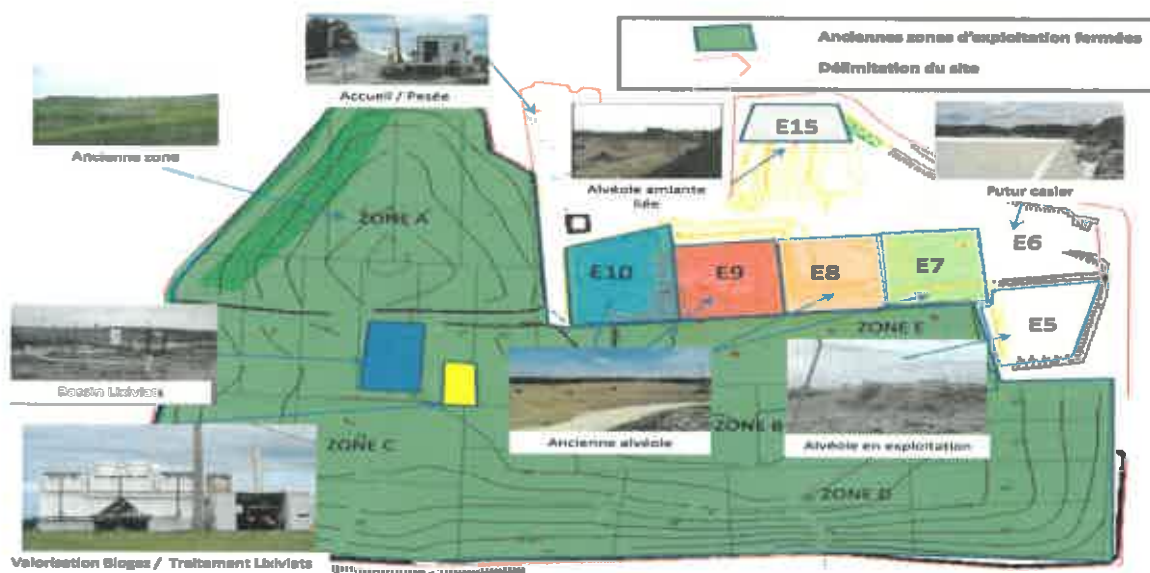 Anciennes zones d'exploitation fermées
Délimitation du site
Accueil / Pesée
Ancienne zone
Alvéole amiante
liée
E15
Futur casier
ZONE A
E6
E10
E9
E8
E7
E5
ZONE E
Bassin Lixiviats
Ancienne alvéole
ZONE B
Alvéole en exploitation
ZONE C
ZONE D
Valorisation Biogaz / Traitement Lixiviats